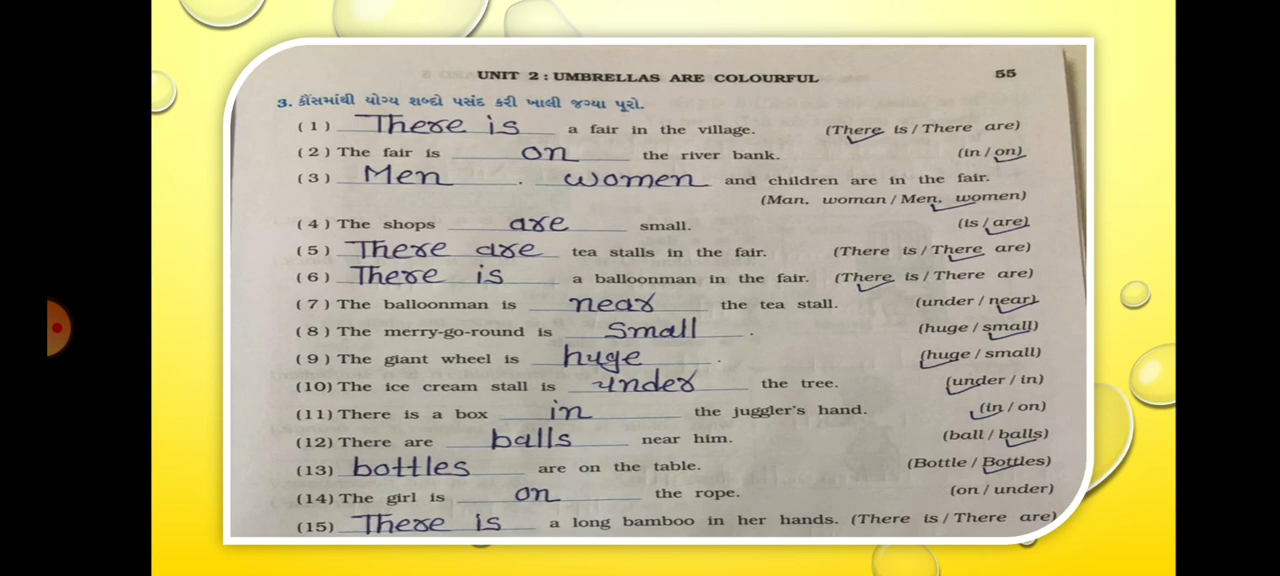 UNIT 2 : UMBRELLAS ARE COLOURFUL 55
3. કૌંસમાંથી યોગ્ય શબ્દો પસંદ કરી ખાલી જગ્યા પૂરો.
(1) There is a fair in the village. (There is / There are)
(2) The fair is on the river bank. (in / on)
(3) Men , women and children are in the fair.
(Man, woman / Men, women)
(4) The shops are small. (is / are)
(5) There are tea stalls in the fair. (There is / There are)
(6) There is a balloonman in the fair. (There is / There are)
(7) The balloonman is near the tea stall. (under / near)
(8) The merry-go-round is Small . (huge / small)
(9) The giant wheel is huge . (huge / small)
(10) The ice cream stall is under the tree. (under / in)
(11) There is a box in the juggler's hand. (in / on)
(12) There are balls near him. (ball / balls)
(13) bottles are on the table. (Bottle / Bottles)
(14) The girl is on the rope. (on / under)
(15) There is a long bamboo in her hands. (There is / There are)